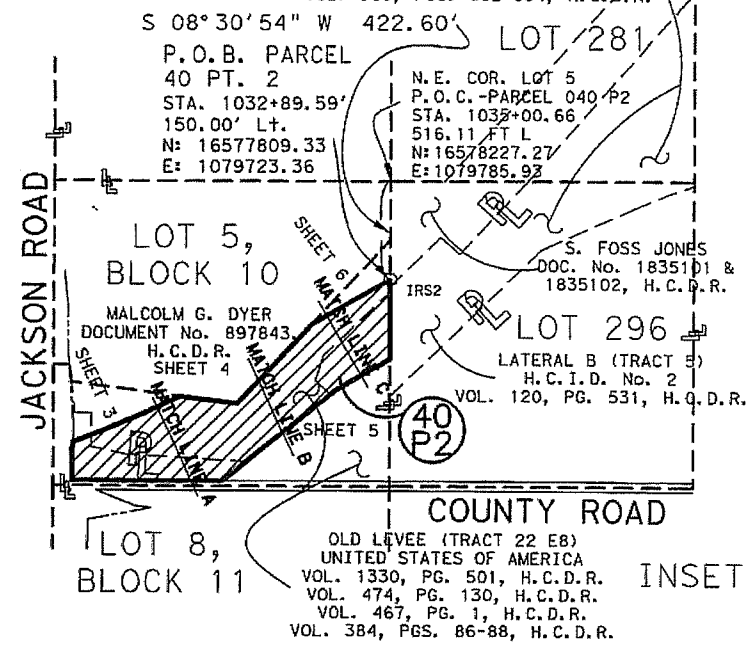 S 08°30'54" W 422.60'
LOT 281
P.O.B. PARCEL
40 PT. 2
STA. 1032+89.59'
150.00' Lt.
N: 16577809.33
E: 1079723.36
N.E. COR. LOT 5
P.O.C.-PARCEL 040 P2
STA. 1035+00.66
516.11 FT L
N: 16578227.27
E: 1079785.93
JACKSON ROAD
LOT 5,
BLOCK 10
SHEET 6
MATCH LINE C
IRS2
S. FOSS JONES
DOC. No. 1835101 &
1835102, H.C.D.R.
MALCOLM G. DYER
DOCUMENT No. 897843,
H.C.D.R.
SHEET 4
LOT 296
LATERAL B (TRACT 5)
H.C.I.D. No. 2
VOL. 120, PG. 531, H.C.D.R.
SHEET 3
MATCH LINE A
MATCH LINE B
SHEET 5
40
P2
COUNTY ROAD
LOT 8,
BLOCK 11
OLD LEVEE (TRACT 22 E8)
UNITED STATES OF AMERICA
VOL. 1330, PG. 501, H.C.D.R.
VOL. 474, PG. 130, H.C.D.R.
VOL. 467, PG. 1, H.C.D.R.
VOL. 384, PGS. 86-88, H.C.D.R.
INSET